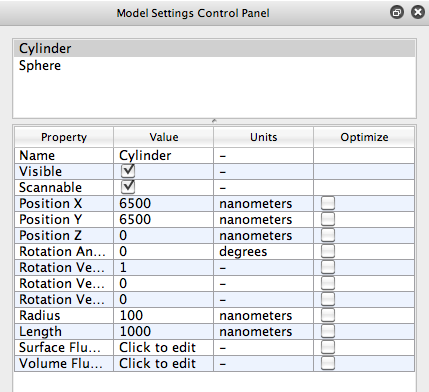 Model Settings Control Panel
Cylinder
Sphere
Property Value Units Optimize
Name Cylinder –
Visible –
Scannable –
Position X 6500 nanometers
Position Y 6500 nanometers
Position Z 0 nanometers
Rotation An... 0 degrees
Rotation Ve... 1 –
Rotation Ve... 0 –
Rotation Ve... 0 –
Radius 100 nanometers
Length 1000 nanometers
Surface Flu... Click to edit –
Volume Flu... Click to edit –